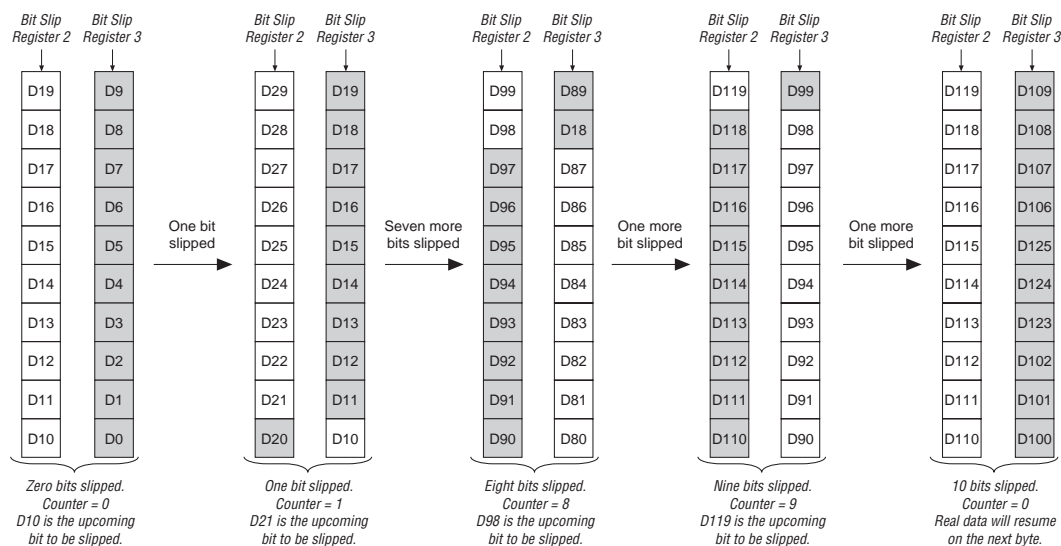 Bit Slip Register 2
Bit Slip Register 3
Bit Slip Register 2
Bit Slip Register 3
Bit Slip Register 2
Bit Slip Register 3
Bit Slip Register 2
Bit Slip Register 3
Bit Slip Register 2
Bit Slip Register 3
D19 D9 D29 D19 D99 D89 D119 D99 D119 D109
D18 D8 D28 D18 D98 D18 D118 D98 D118 D108
D17 D7 D27 D17 D97 D87 D117 D97 D117 D107
D16 D6 D26 D16 D96 D86 D116 D96 D116 D106
D15 D5 D25 D15 D95 D85 D115 D95 D115 D125
D14 D4 D24 D14 D94 D84 D114 D94 D114 D124
D13 D3 D23 D13 D93 D83 D113 D93 D113 D123
D12 D2 D22 D12 D92 D82 D112 D92 D112 D102
D11 D1 D21 D11 D91 D81 D111 D91 D111 D101
D10 D0 D20 D10 D90 D80 D110 D90 D110 D100
One bit
slipped
Seven more
bits slipped
One more
bit slipped
One more
bit slipped
Zero bits slipped.
Counter = 0
D10 is the upcoming
bit to be slipped.
One bit slipped.
Counter = 1
D21 is the upcoming
bit to be slipped.
Eight bits slipped.
Counter = 8
D98 is the upcoming
bit to be slipped.
Nine bits slipped.
Counter = 9
D119 is the upcoming
bit to be slipped.
10 bits slipped.
Counter = 0
Real data will resume
on the next byte.